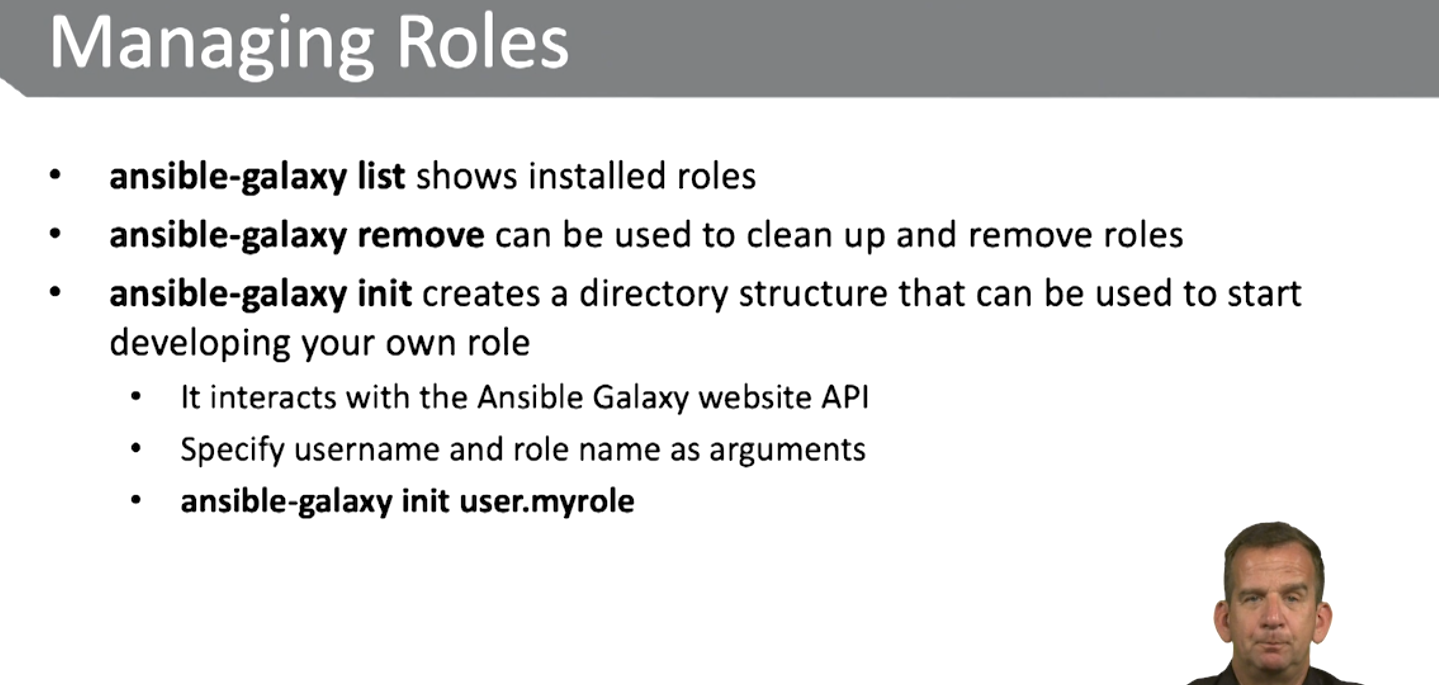 Managing Roles
• ansible-galaxy list shows installed roles
• ansible-galaxy remove can be used to clean up and remove roles
• ansible-galaxy init creates a directory structure that can be used to start
developing your own role
• It interacts with the Ansible Galaxy website API
• Specify username and role name as arguments
• ansible-galaxy init user.myrole